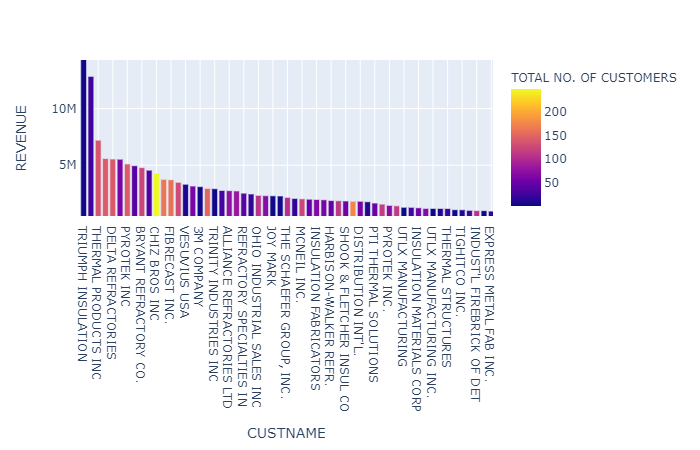 TOTAL NO. OF CUSTOMERS
REVENUE
10M
5M
200
150
100
50
TRIUMPH INSULATION
THERMAL PRODUCTS INC
DELTA REFRACTORIES
PYROTEK INC
BRYANT REFRACTORY CO.
CHIZ BROS INC
FIBRECAST INC.
VESUVIUS USA
3M COMPANY
TRINITY INDUSTRIES INC
ALLIANCE REFRACTORIES LTD
REFRACTORY SPECIALTIES IN
OHIO INDUSTRIAL SALES INC
JOY MARK
THE SCHAEFER GROUP, INC.
MCNEIL INC.
INSULATION FABRICATORS
HARBISON-WALKER REFR.
SHOOK & FLETCHER INSUL CO
DISTRIBUTION INT'L.
PTI THERMAL SOLUTIONS
PYROTEK INC.
UTLX MANUFACTURING
INSULATION MATERIALS CORP
UTLX MANUFACTURING INC.
THERMAL STRUCTURES
TIGHITCO INC.
INDUST'L FIREBRICK OF DET
EXPRESS METAL FAB INC.
CUSTNAME